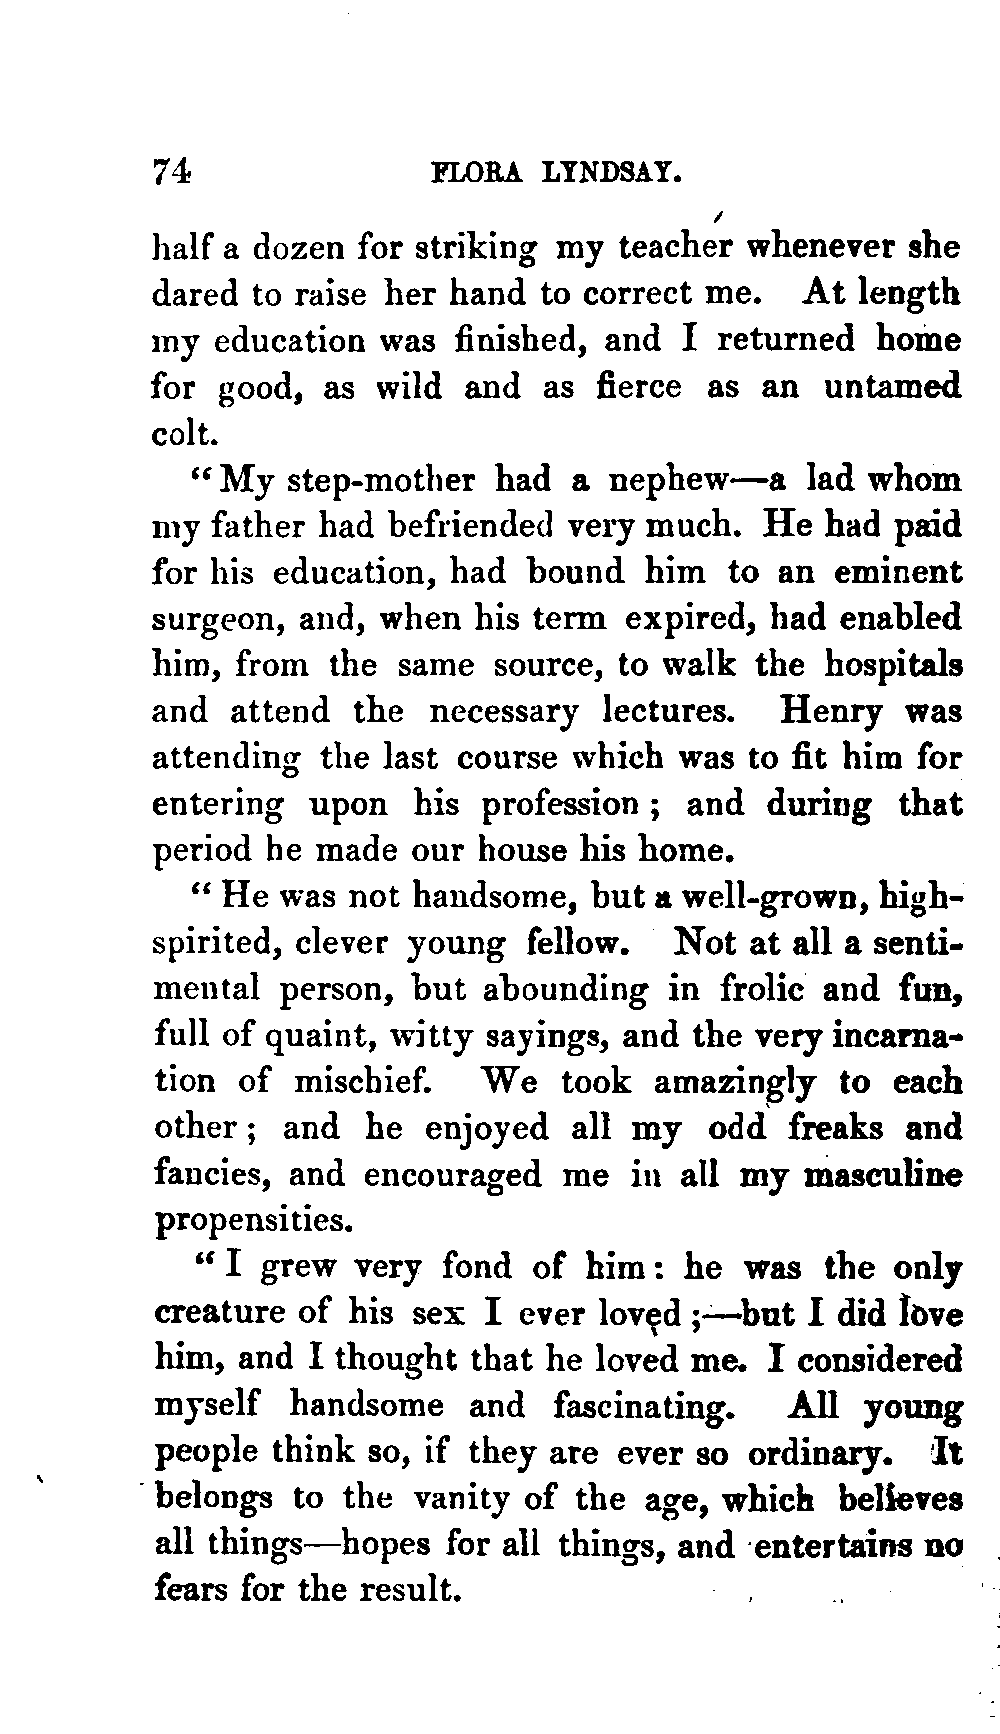 74 FLORA LYNDSAY.
half a dozen for striking my teacher whenever she
dared to raise her hand to correct me. At length
my education was finished, and I returned home
for good, as wild and as fierce as an untamed
colt.
“My step-mother had a nephew—a lad whom
my father had befriended very much. He had paid
for his education, had bound him to an eminent
surgeon, and, when his term expired, had enabled
him, from the same source, to walk the hospitals
and attend the necessary lectures. Henry was
attending the last course which was to fit him for
entering upon his profession ; and during that
period he made our house his home.
“He was not handsome, but a well-grown, high-
spirited, clever young fellow. Not at all a senti-
mental person, but abounding in frolic and fun,
full of quaint, witty sayings, and the very incarna-
tion of mischief. We took amazingly to each
other ; and he enjoyed all my odd freaks and
fancies, and encouraged me in all my masculine
propensities.
“I grew very fond of him : he was the only
creature of his sex I ever loved ;—but I did love
him, and I thought that he loved me. I considered
myself handsome and fascinating. All young
people think so, if they are ever so ordinary. It
belongs to the vanity of the age, which believes
all things—hopes for all things, and entertains no
fears for the result.